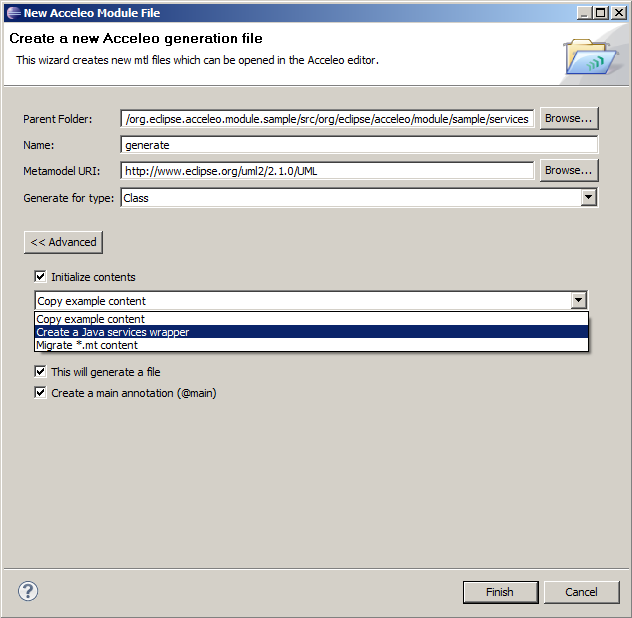 New Acceleo Module File
Create a new Acceleo generation file
This wizard creates new mtl files which can be opened in the Acceleo editor.
Parent Folder: /org.eclipse.acceleo.module.sample/src/org/eclipse/acceleo/module/sample/services Browse...
Name: generate
Metamodel URI: http://www.eclipse.org/uml2/2.1.0/UML Browse...
Generate for type: Class
<< Advanced
Initialize contents
Copy example content
Copy example content
Create a Java services wrapper
Migrate *.mt content
This will generate a file
Create a main annotation (@main)
? Finish Cancel